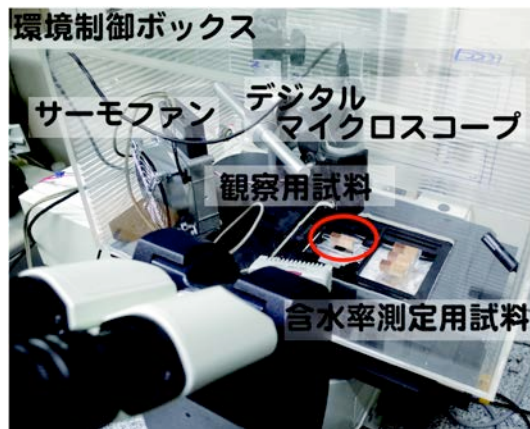 環境制御ボックス
サーモファン
デジタル
マイクロスコープ
観察用試料
含水率測定用試料